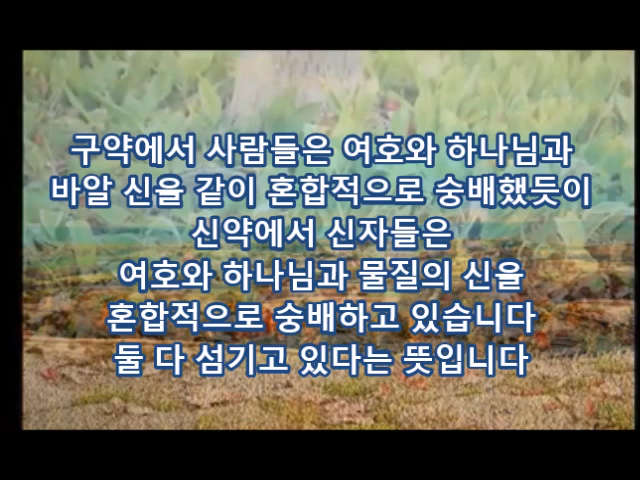 구약에서 사람들은 여호와 하나님과
바알 신을 같이 혼합적으로 숭배했듯이
신약에서 신자들은
여호와 하나님과 물질의 신을
혼합적으로 숭배하고 있습니다
둘 다 섬기고 있다는 뜻입니다